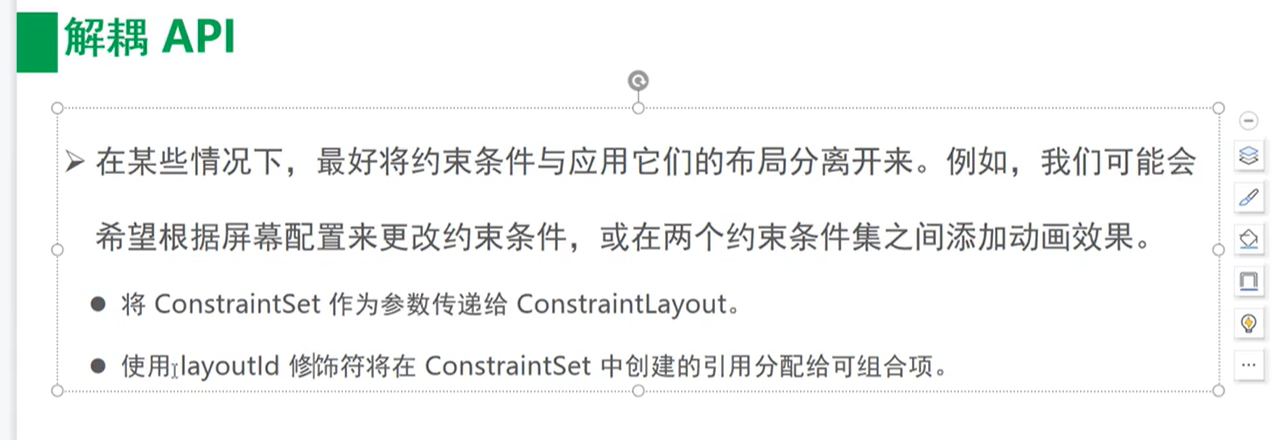 解耦 API
在某些情况下，最好将约束条件与应用它们的布局分离开来。例如，我们可能会
希望根据屏幕配置来更改约束条件，或在两个约束条件集之间添加动画效果。
将 ConstraintSet 作为参数传递给 ConstraintLayout。
使用 layoutId 修饰符将在 ConstraintSet 中创建的引用分配给可组合项。